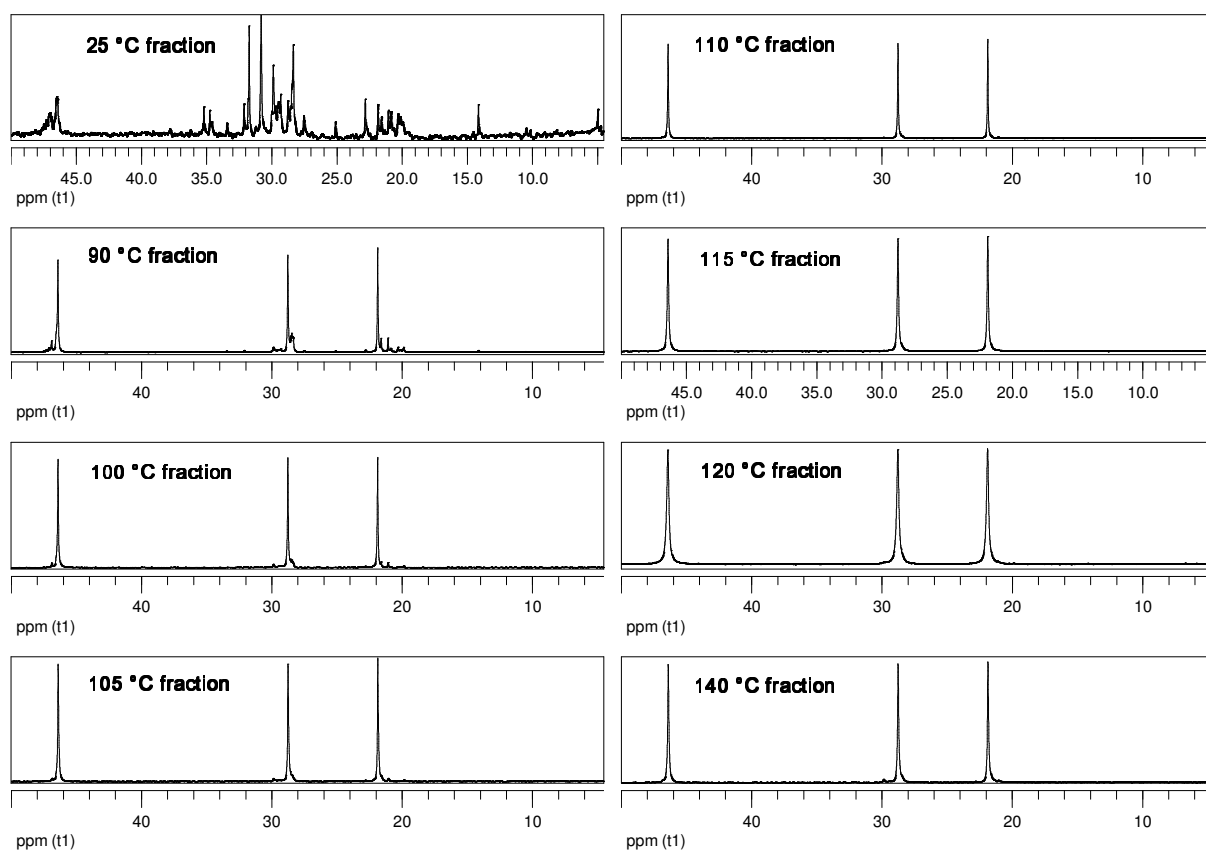 25 °C fraction
45.0 40.0 35.0 30.0 25.0 20.0 15.0 10.0
ppm (t1)
90 °C fraction
40 30 20 10
ppm (t1)
100 °C fraction
40 30 20 10
ppm (t1)
105 °C fraction
40 30 20 10
ppm (t1)
110 °C fraction
40 30 20 10
ppm (t1)
115 °C fraction
45.0 40.0 35.0 30.0 25.0 20.0 15.0 10.0
ppm (t1)
120 °C fraction
40 30 20 10
ppm (t1)
140 °C fraction
40 30 20 10
ppm (t1)